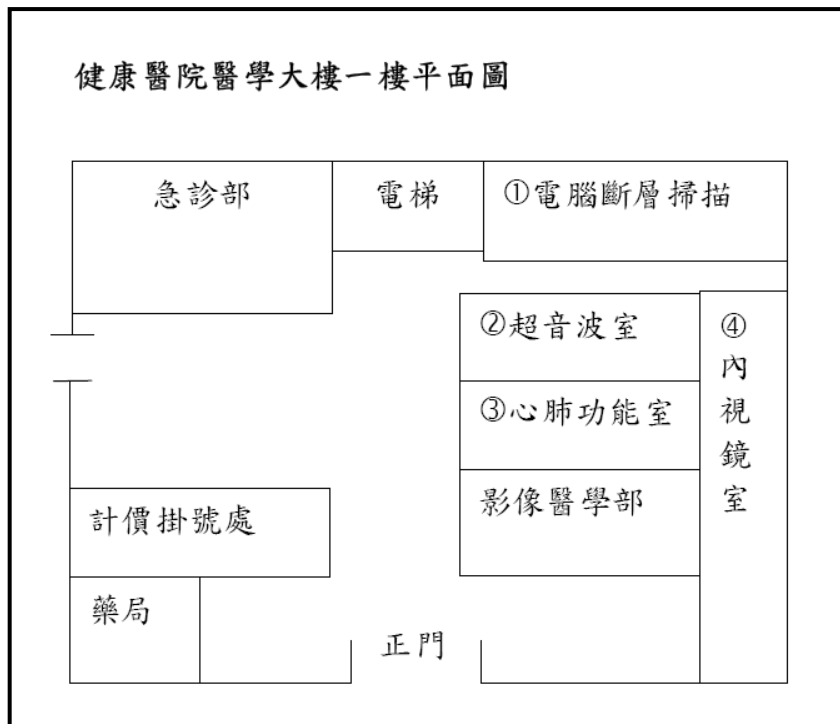 健康醫院醫學大樓一樓平面圖
急診部
電梯
①電腦斷層掃描
②超音波室
④內視鏡室
③心肺功能室
影像醫學部
計價掛號處
藥局
正門